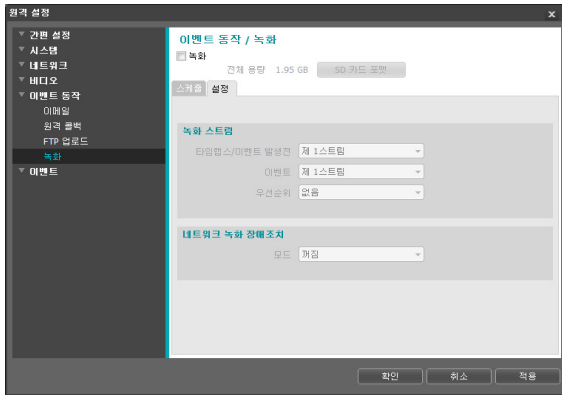 원격 설정
x
간편 설정
시스템
네트워크
비디오
이벤트 동작
이메일
원격 콜백
FTP 업로드
녹화
이벤트
이벤트 동작 / 녹화
녹화
전체 용량 1.95 GB SD 카드 포맷
스케쥴 설정
녹화 스트림
타임랩스/이벤트 발생전 제 1스트림
이벤트 제 1스트림
우선순위 없음
네트워크 녹화 장애조치
모드 꺼짐
확인 취소 적용